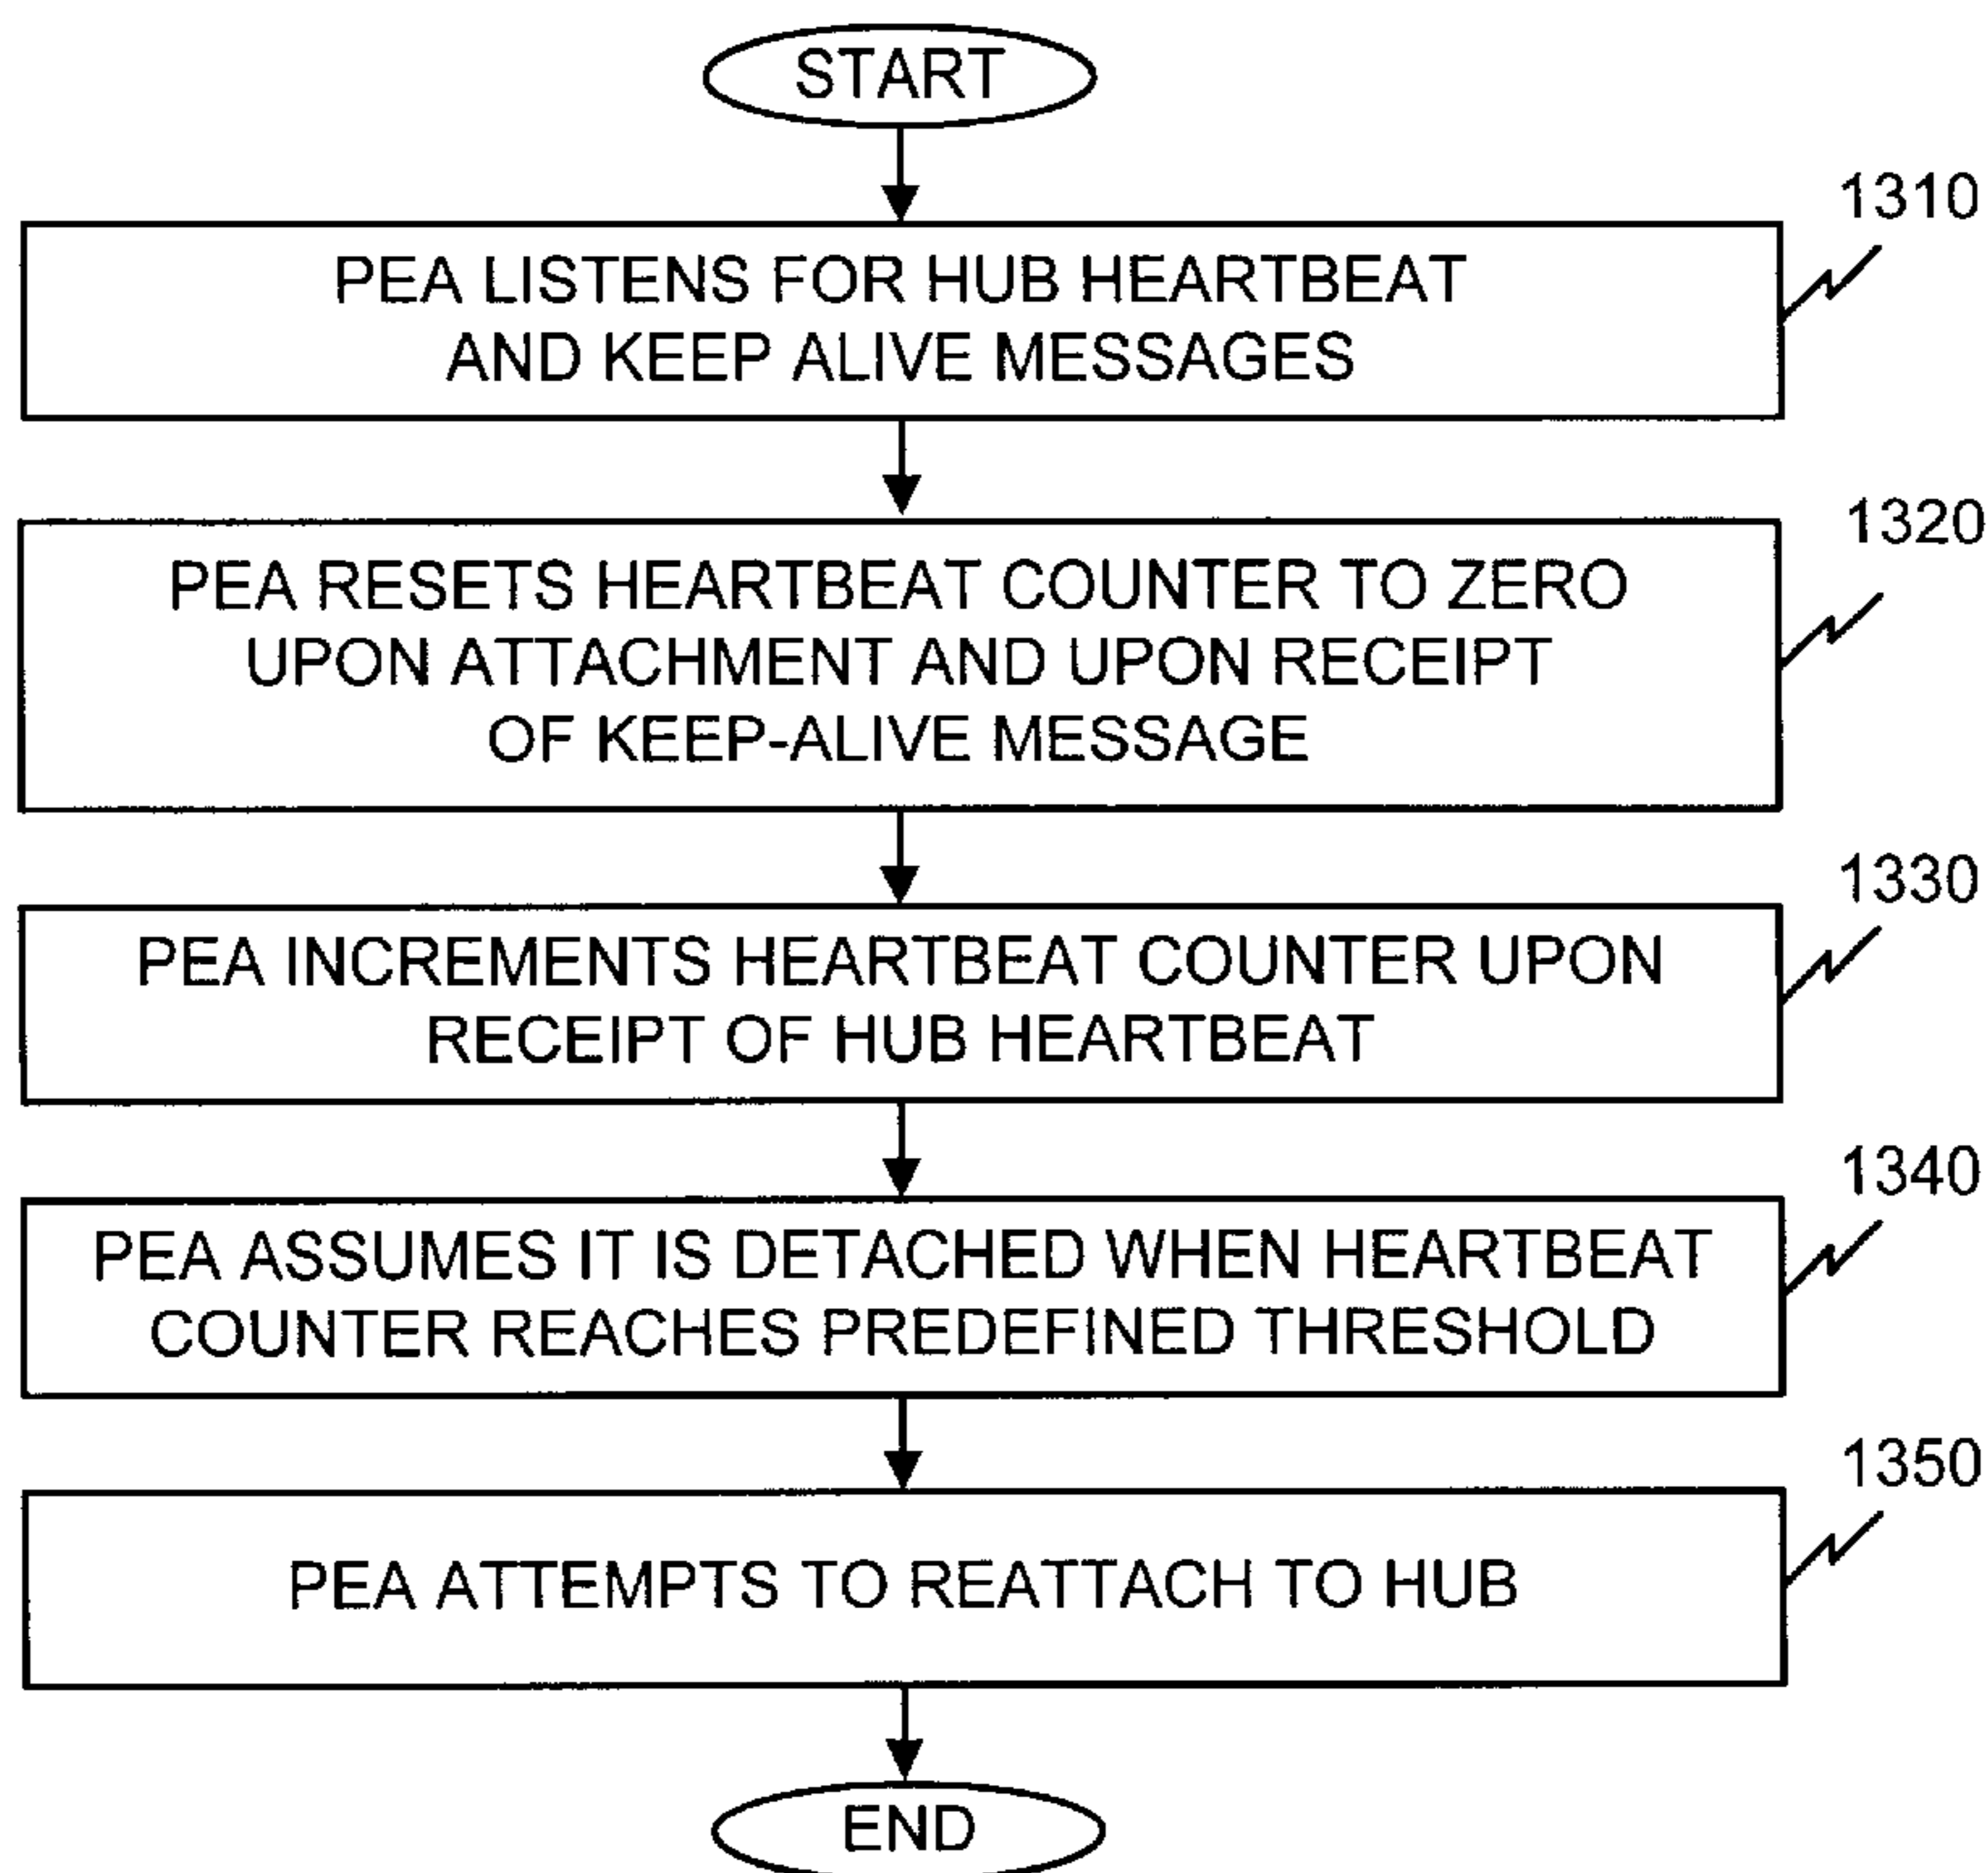 START
1310
PEA LISTENS FOR HUB HEARTBEAT
AND KEEP ALIVE MESSAGES
1320
PEA RESETS HEARTBEAT COUNTER TO ZERO
UPON ATTACHMENT AND UPON RECEIPT
OF KEEP-ALIVE MESSAGE
1330
PEA INCREMENTS HEARTBEAT COUNTER UPON
RECEIPT OF HUB HEARTBEAT
1340
PEA ASSUMES IT IS DETACHED WHEN HEARTBEAT
COUNTER REACHES PREDEFINED THRESHOLD
1350
PEA ATTEMPTS TO REATTACH TO HUB
END